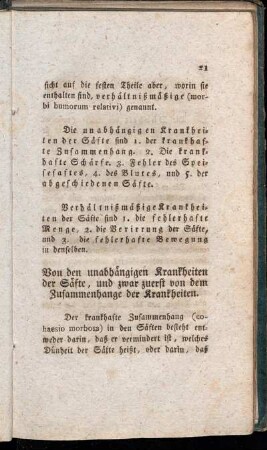 21
sicht auf die festen Theile aber, worin sie
enthalten sind, verhältnißmäßige (mor-
bi humorum relativi) genannt.
Die unabhängigen Krankhei-
ten der Säfte sind 1. der krankhaf-
te Zusammenhang. 2. Die krank-
hafte Schärfe. 3. Fehler des Spei-
sesaftes, 4. des Blutes, und 5. der
abgeschiedenen Säfte.
Verhältnißmäßige Krankhei-
ten der Säfte sind 1. die fehlerhafte
Menge, 2. die Verirrung der Säfte,
und 3. die fehlerhafte Bewegung
in denselben.
Von den unabhängigen Krankheiten
der Säfte, und zwar zuerst von dem
Zusammenhange der Krankheiten.
Der krankhafte Zusammenhang (co-
haesio morbosa) in den Säften besteht ent-
weder darin, daß er vermindert ist, welches
Dünheit der Säfte heißt, oder darin, daß